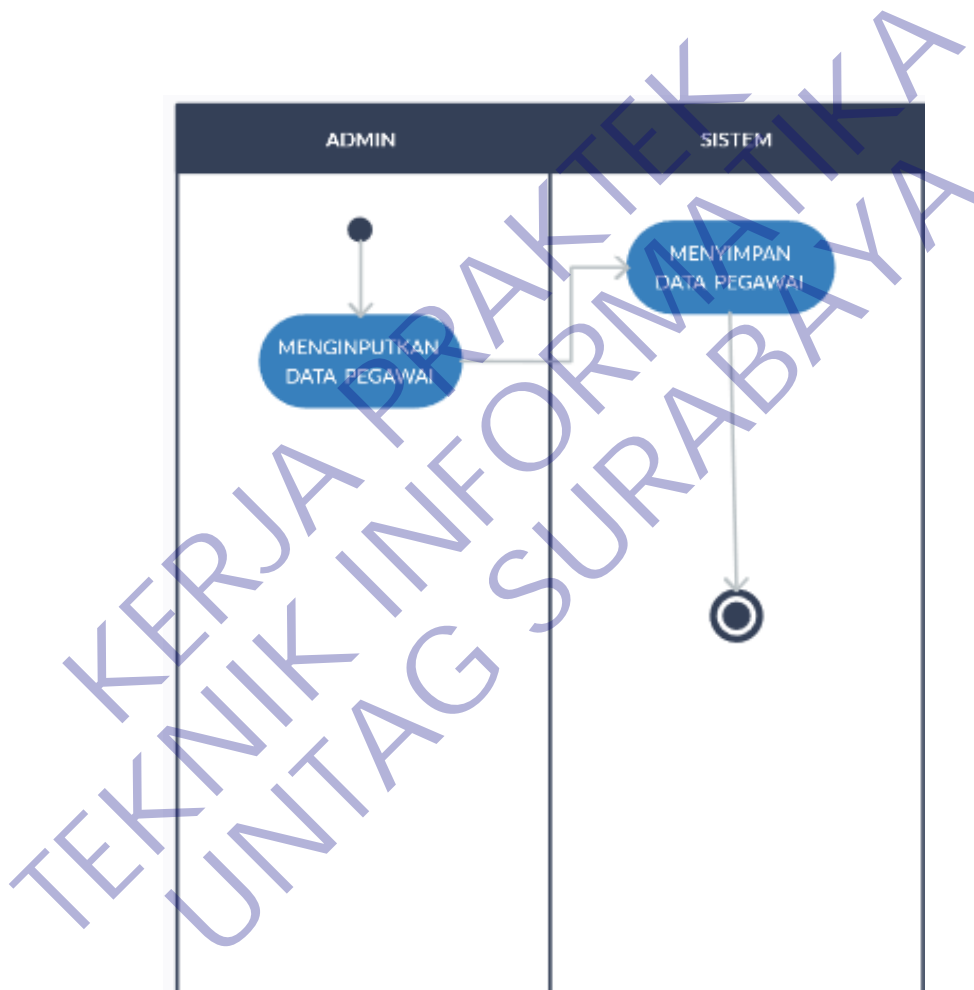 ADMIN
SISTEM
MENGINPUTKAN
DATA PEGAWAI
MENYIMPAN
DATA PEGAWAI
KERJA PRAKTEK
TEKNIK INFORMATIKA
UNTAG SURABAYA